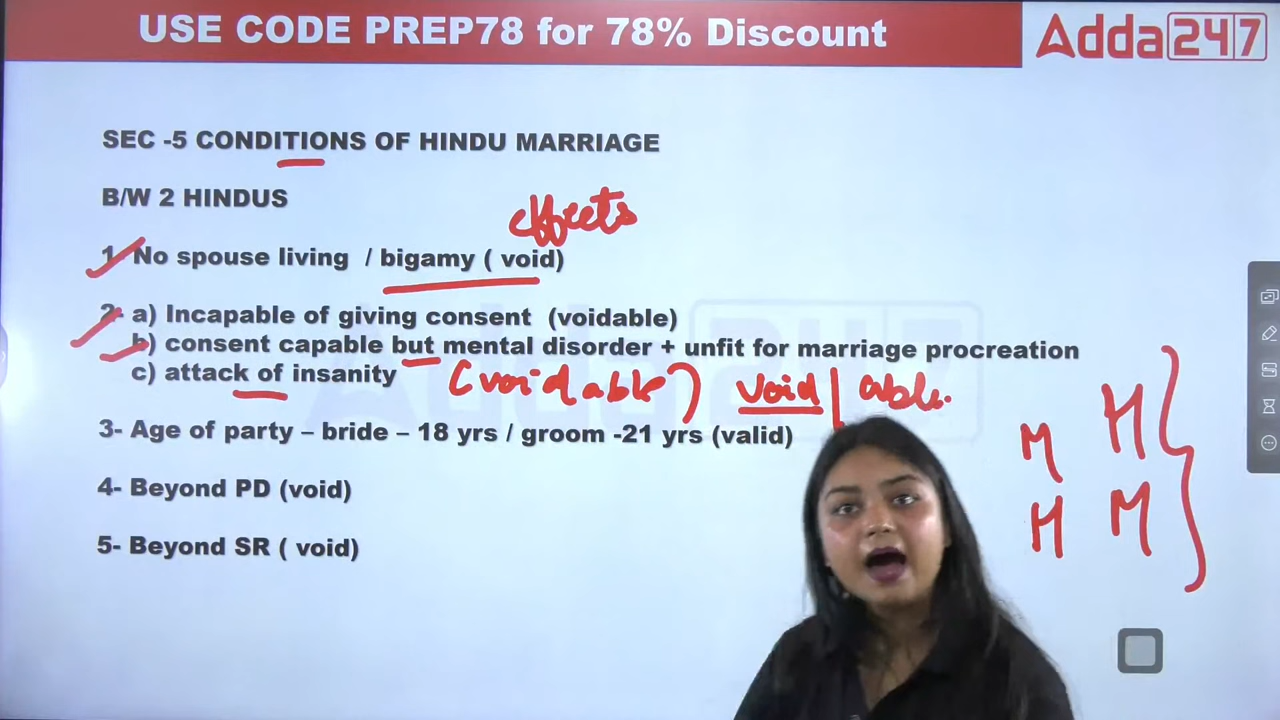 USE CODE PREP78 for 78% Discount
Adda247
SEC -5 CONDITIONS OF HINDU MARRIAGE
B/W 2 HINDUS
effects
1- No spouse living / bigamy ( void)
2- a) Incapable of giving consent (voidable)
b) consent capable but mental disorder + unfit for marriage procreation
c) attack of insanity (voidable) void | able.
3- Age of party – bride – 18 yrs / groom -21 yrs (valid)
M H
H M
4- Beyond PD (void)
5- Beyond SR ( void)